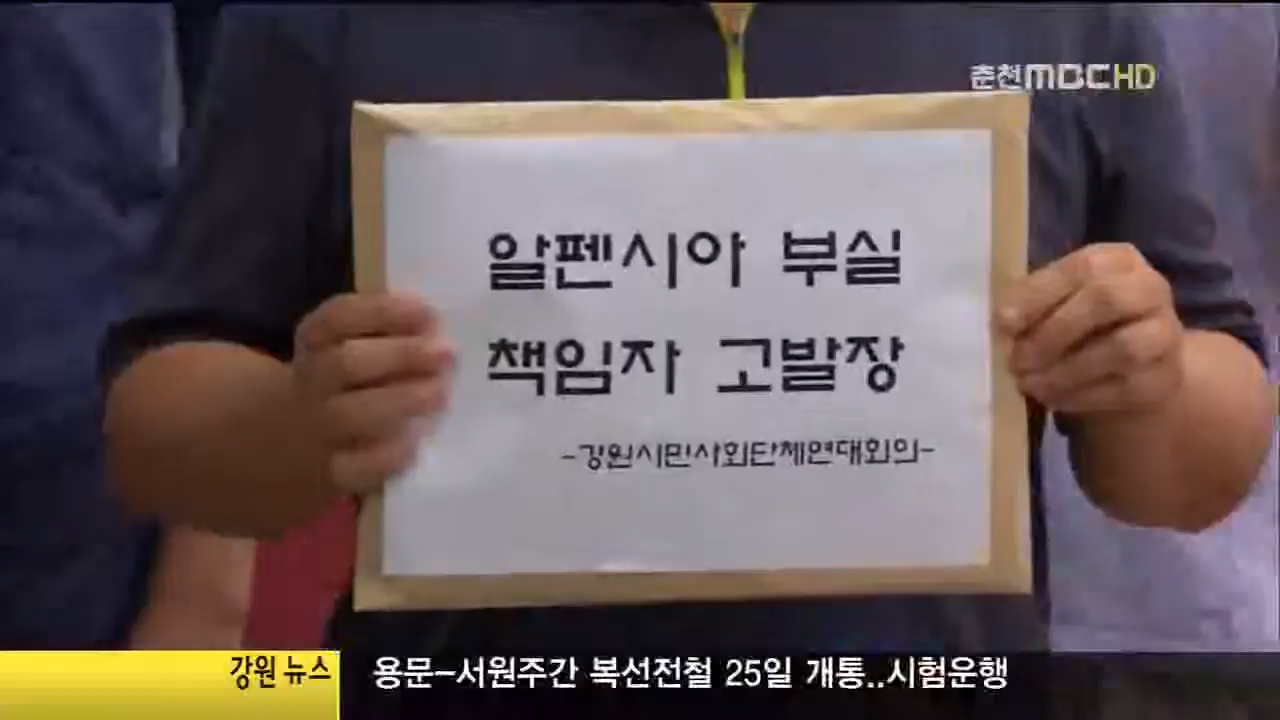 춘천MBC HD
알펜시아 부실
책임자 고발장
-강원시민사회단체연대회의-
강원 뉴스
용문-서원주간 복선전철 25일 개통..시험운행